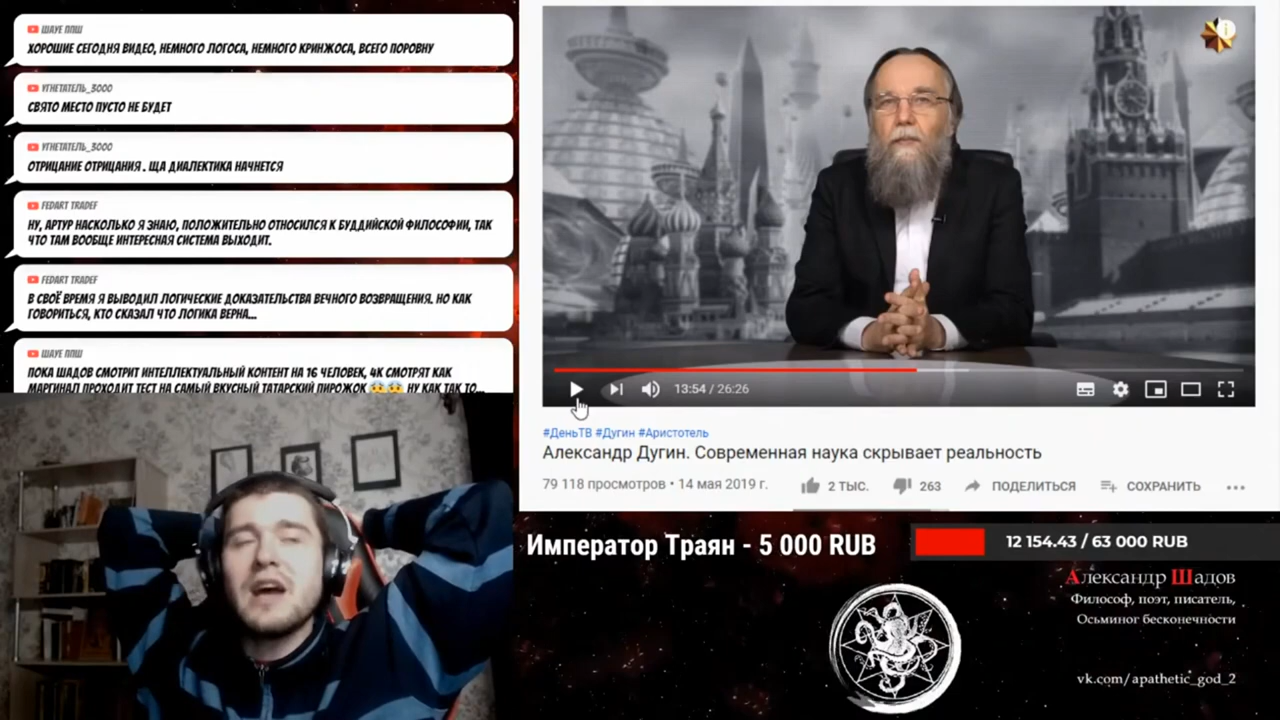 ШАУЕ ППШ
ХОРОШИЕ СЕГОДНЯ ВИДЕО, НЕМНОГО ЛОГОСА, НЕМНОГО КРИНЖОСА, ВСЕГО ПОРОВНУ
УГНЕТАТЕЛЬ_3000
СВЯТО МЕСТО ПУСТО НЕ БУДЕТ
УГНЕТАТЕЛЬ_3000
ОТРИЦАНИЕ ОТРИЦАНИЯ . ЩА ДИАЛЕКТИКА НАЧНЕТСЯ
FEDART TRADEF
НУ, АРТУР НАСКОЛЬКО Я ЗНАЮ, ПОЛОЖИТЕЛЬНО ОТНОСИЛСЯ К БУДДИЙСКОЙ ФИЛОСОФИИ, ТАК
ЧТО ТАМ ВООБЩЕ ИНТЕРЕСНАЯ СИСТЕМА ВЫХОДИТ.
FEDART TRADEF
В СВОЁ ВРЕМЯ Я ВЫВОДИЛ ЛОГИЧЕСКИЕ ДОКАЗАТЕЛЬСТВА ВЕЧНОГО ВОЗВРАЩЕНИЯ. НО КАК
ГОВОРИТЬСЯ, КТО СКАЗАЛ ЧТО ЛОГИКА ВЕРНА...
ШАУЕ ППШ
ПОКА ШАДОВ СМОТРИТ ИНТЕЛЛЕКТУАЛЬНЫЙ КОНТЕНТ НА 16 ЧЕЛОВЕК, 4К СМОТРЯТ КАК
МАРГИНАЛ ПРОХОДИТ ТЕСТ НА САМЫЙ ВКУСНЫЙ ТАТАРСКИЙ ПИРОЖОК 😰😰 НУ КАК ТАК ТО...
13:54 / 26:26
#ДеньТВ #Дугин #Аристотель
Александр Дугин. Современная наука скрывает реальность
79 118 просмотров • 14 мая 2019 г.
2 ТЫС.
263
ПОДЕЛИТЬСЯ
СОХРАНИТЬ
Император Траян - 5 000 RUB
12 154.43 / 63 000 RUB
Александр Шадов
Философ, поэт, писатель,
Осьминог бесконечности
vk.com/apathetic_god_2